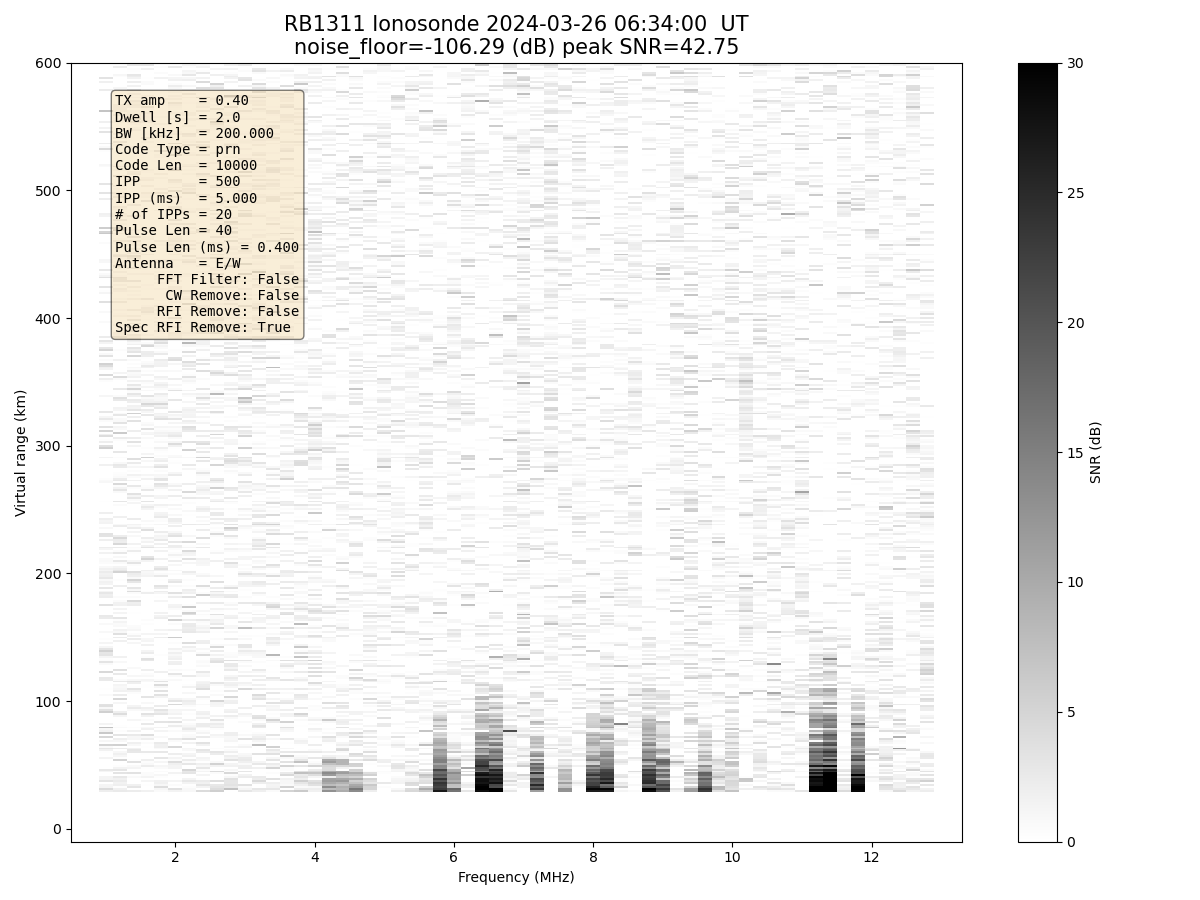 RB1311 Ionosonde 2024-03-26 06:34:00  UT
noise_floor=-106.29 (dB) peak SNR=42.75
600
500
400
300
200
100
0
Virtual range (km)
TX amp    = 0.40
Dwell [s] = 2.0
BW [kHz]  = 200.000
Code Type = prn
Code Len  = 10000
IPP       = 500
IPP (ms)  = 5.000
# of IPPs = 20
Pulse Len = 40
Pulse Len (ms) = 0.400
Antenna   = E/W
FFT Filter: False
CW Remove: False
RFI Remove: False
Spec RFI Remove: True
2 4 6 8 10 12
Frequency (MHz)
30
25
20
15
10
5
0
SNR (dB)